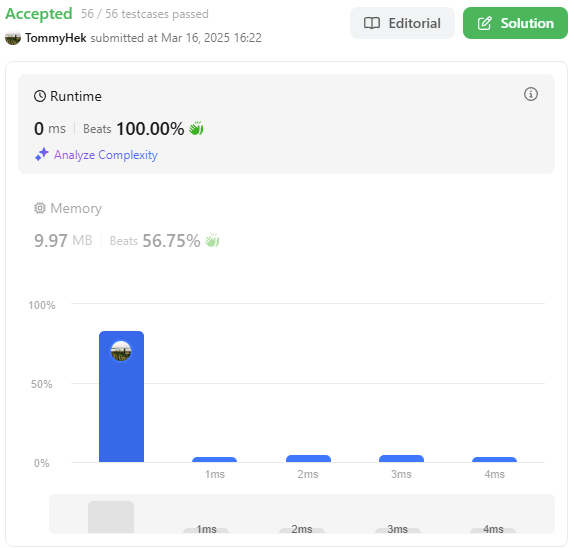 Accepted 56 / 56 testcases passed
Editorial
Solution
TommyHek submitted at Mar 16, 2025 16:22
Runtime
0 ms Beats 100.00%
Analyze Complexity
Memory
9.97 MB Beats 56.75%
100%
50%
0%
1ms 2ms 3ms 4ms
1ms 2ms 3ms 4ms